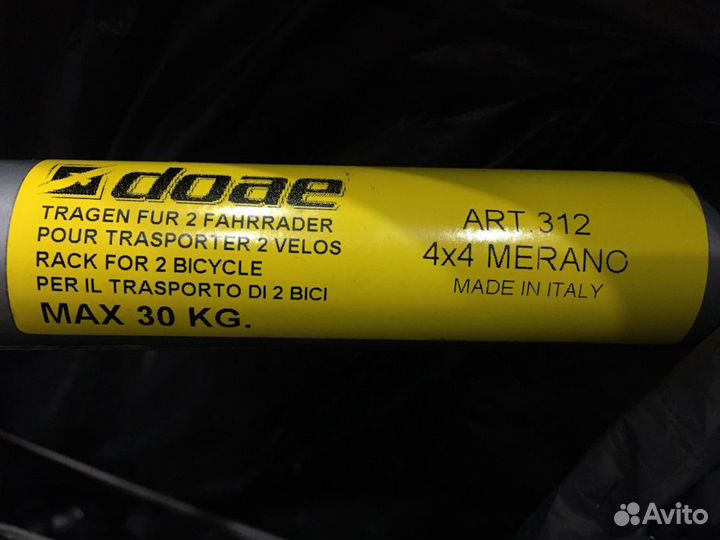 doae
TRAGEN FUR 2 FAHRRADER
POUR TRASPORTER 2 VELOS
RACK FOR 2 BICYCLE
PER IL TRASPORTO DI 2 BICI
MAX 30 KG.
ART.312
4x4 MERANO
MADE IN ITALY
Avito